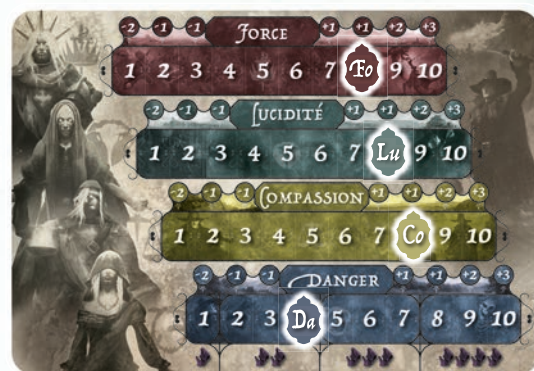 -2 -1 -1 FORCE +1 +1 +2 +3
1 2 3 4 5 6 7 Fo 9 10
-2 -1 -1 LUCIDITÉ +1 +1 +2 +3
1 2 3 4 5 6 7 Lu 9 10
-2 -1 -1 COMPASSION +1 +1 +2 +3
1 2 3 4 5 6 7 Co 9 10
-2 -1 -1 DANGER +1 +1 +2 +3
1 2 3 Da 5 6 7 8 9 10